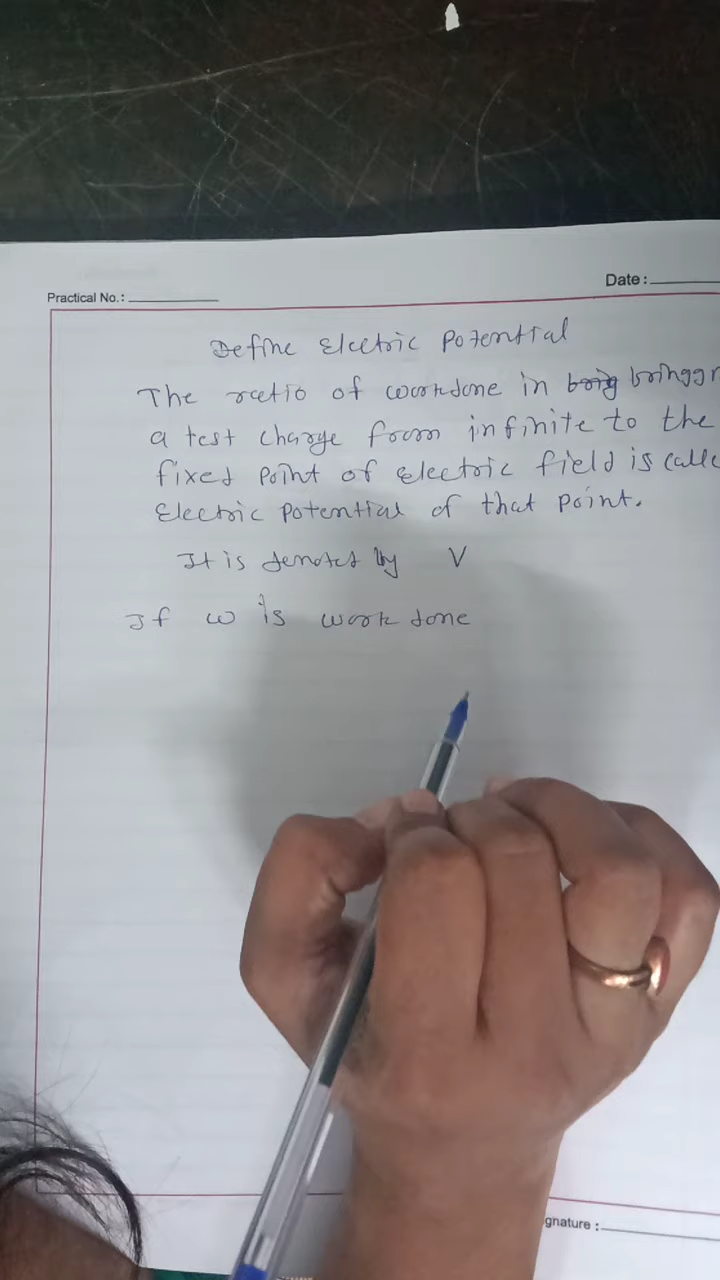 Practical No.:
Date:
Define Electric Potential
The ratio of workdone in bringgn
a test charge from infinite to the
fixed point of electric field is calle
Electric Potential of that point.
It is denoted by V
If w is work done
gnature :